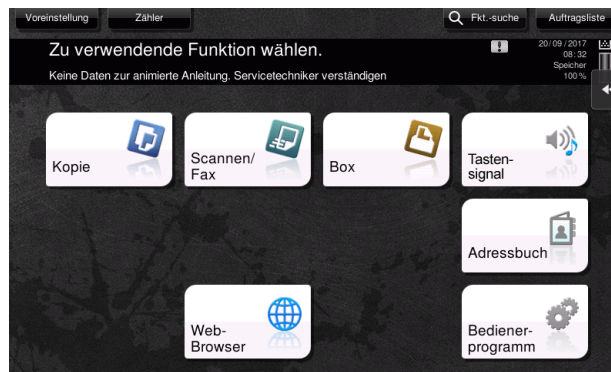 Voreinstellung
Zähler
Fkt.-suche
Auftragsliste
Zu verwendende Funktion wählen.
Keine Daten zur animierte Anleitung. Servicetechniker verständigen
20/09/2017
08:32
Speicher
100%
Kopie
Scannen/
Fax
Box
Tasten-
signal
Adressbuch
Web-
Browser
Bediener-
programm